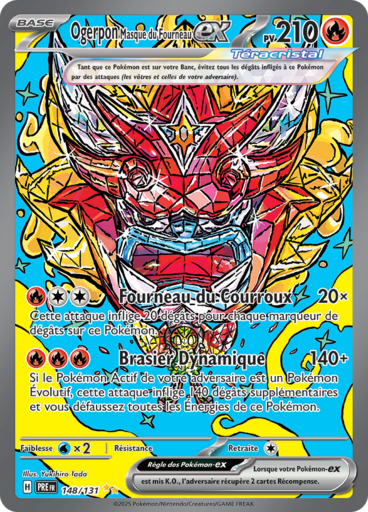 BASE
Ogerpon Masque du Fourneau ex PV 210
Téracristal
Tant que ce Pokémon est sur votre Banc, évitez tous les dégâts infligés à ce Pokémon
par des attaques (les vôtres et celles de votre adversaire).
Fourneau du Courroux 20×
Cette attaque inflige 20 dégâts pour chaque marqueur de
dégâts sur ce Pokémon.
Brasier Dynamique 140+
Si le Pokémon Actif de votre adversaire est un Pokémon
Évolutif, cette attaque inflige 140 dégâts supplémentaires
et vous défaussez toutes les Énergies de ce Pokémon.
Faiblesse ×2 Résistance Retraite
Illus. Yukihiro Tada
Règle des Pokémon-ex
Lorsque votre Pokémon-ex
est mis K.O., l'adversaire récupère 2 cartes Récompense.
H PRE FR 148/131
©2025 Pokémon/Nintendo/Creatures/GAME FREAK